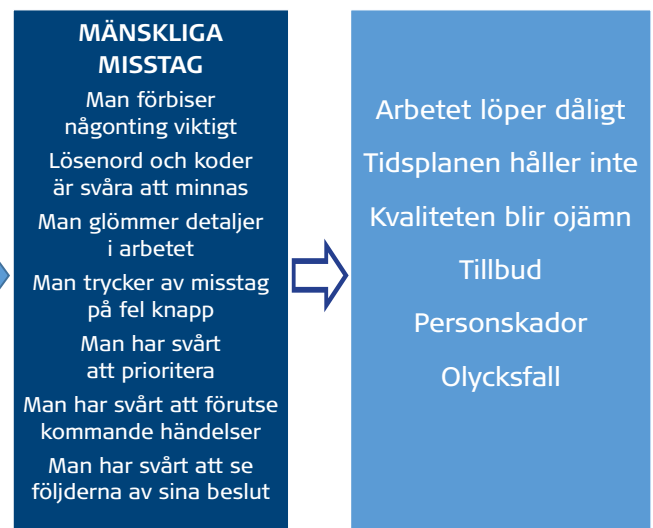 MÄNSKLIGA
MISSTAG
Man förbiser
någonting viktigt
Lösenord och koder
är svåra att minnas
Man glömmer detaljer
i arbetet
Man trycker av misstag
på fel knapp
Man har svårt
att prioritera
Man har svårt att förutse
kommande händelser
Man har svårt att se
följderna av sina beslut
Arbetet löper dåligt
Tidsplanen håller inte
Kvaliteten blir ojämn
Tillbud
Personskador
Olycksfall